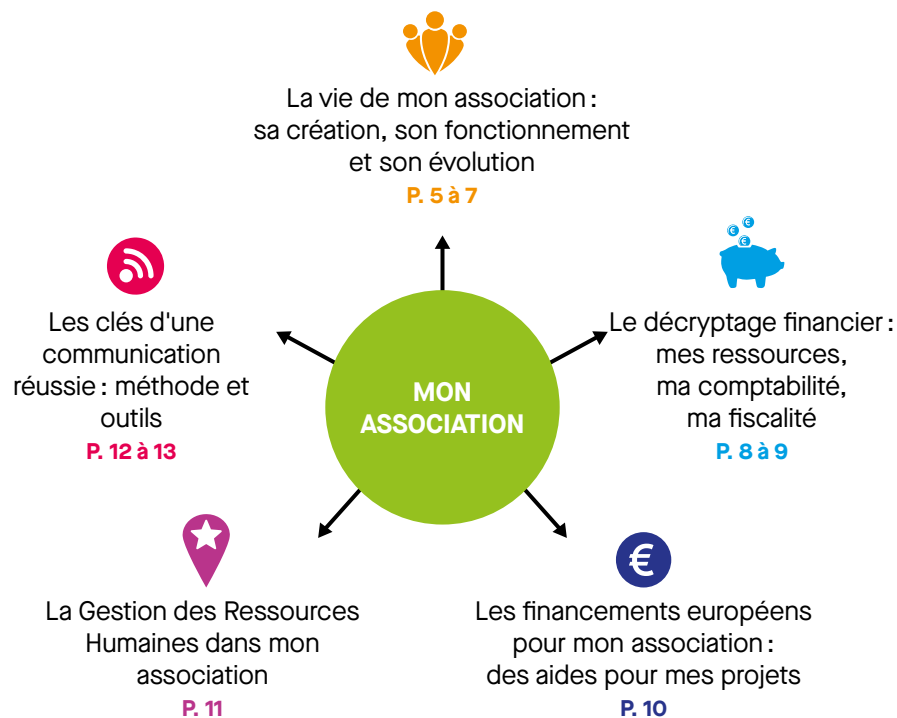 La vie de mon association :
sa création, son fonctionnement
et son évolution
P. 5 à 7
Les clés d'une
communication
réussie : méthode et
outils
P. 12 à 13
Le décryptage financier :
mes ressources,
ma comptabilité,
ma fiscalité
P. 8 à 9
MON
ASSOCIATION
La Gestion des Ressources
Humaines dans mon
association
P. 11
€
Les financements européens
pour mon association :
des aides pour mes projets
P. 10